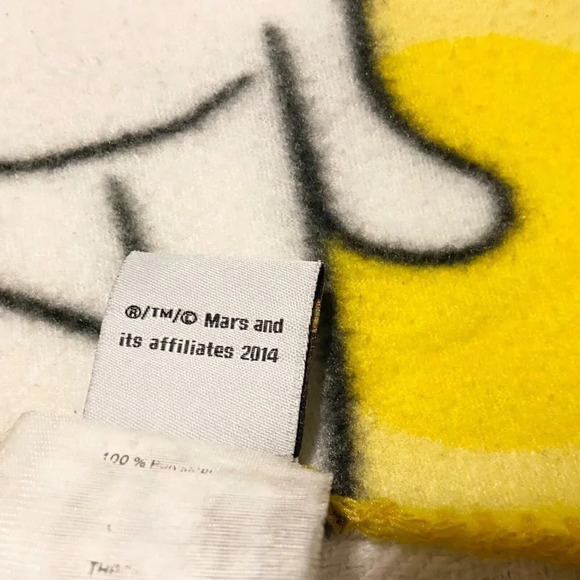 ®/TM/© Mars and
its affiliates 2014
100 %